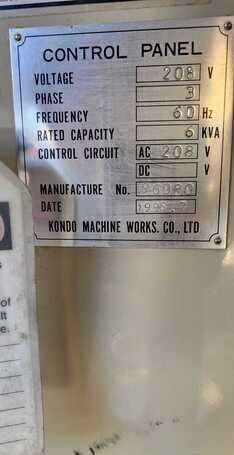 CONTROL PANEL
VOLTAGE 208 V
PHASE 3
FREQUENCY 60 Hz
RATED CAPACITY 6 KVA
CONTROL CIRCUIT AC 208 V
DC V
MANUFACTURE No.
DATE
KONDO MACHINE WORKS. CO., LTD
of